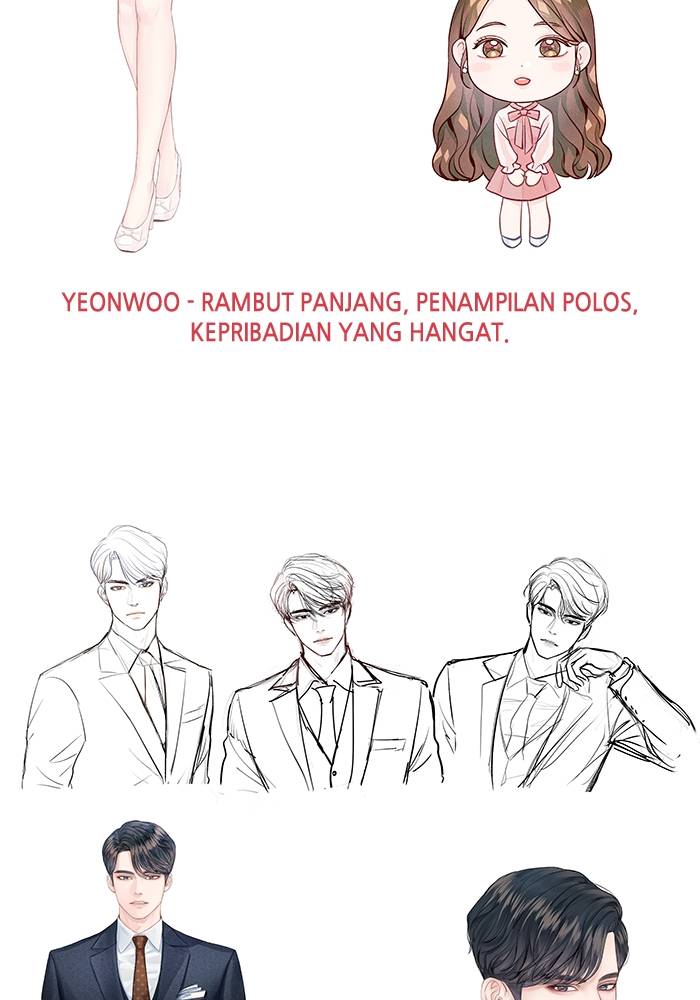 YEONWOO - RAMBUT PANJANG, PENAMPILAN POLOS,
KEPRIBADIAN YANG HANGAT.